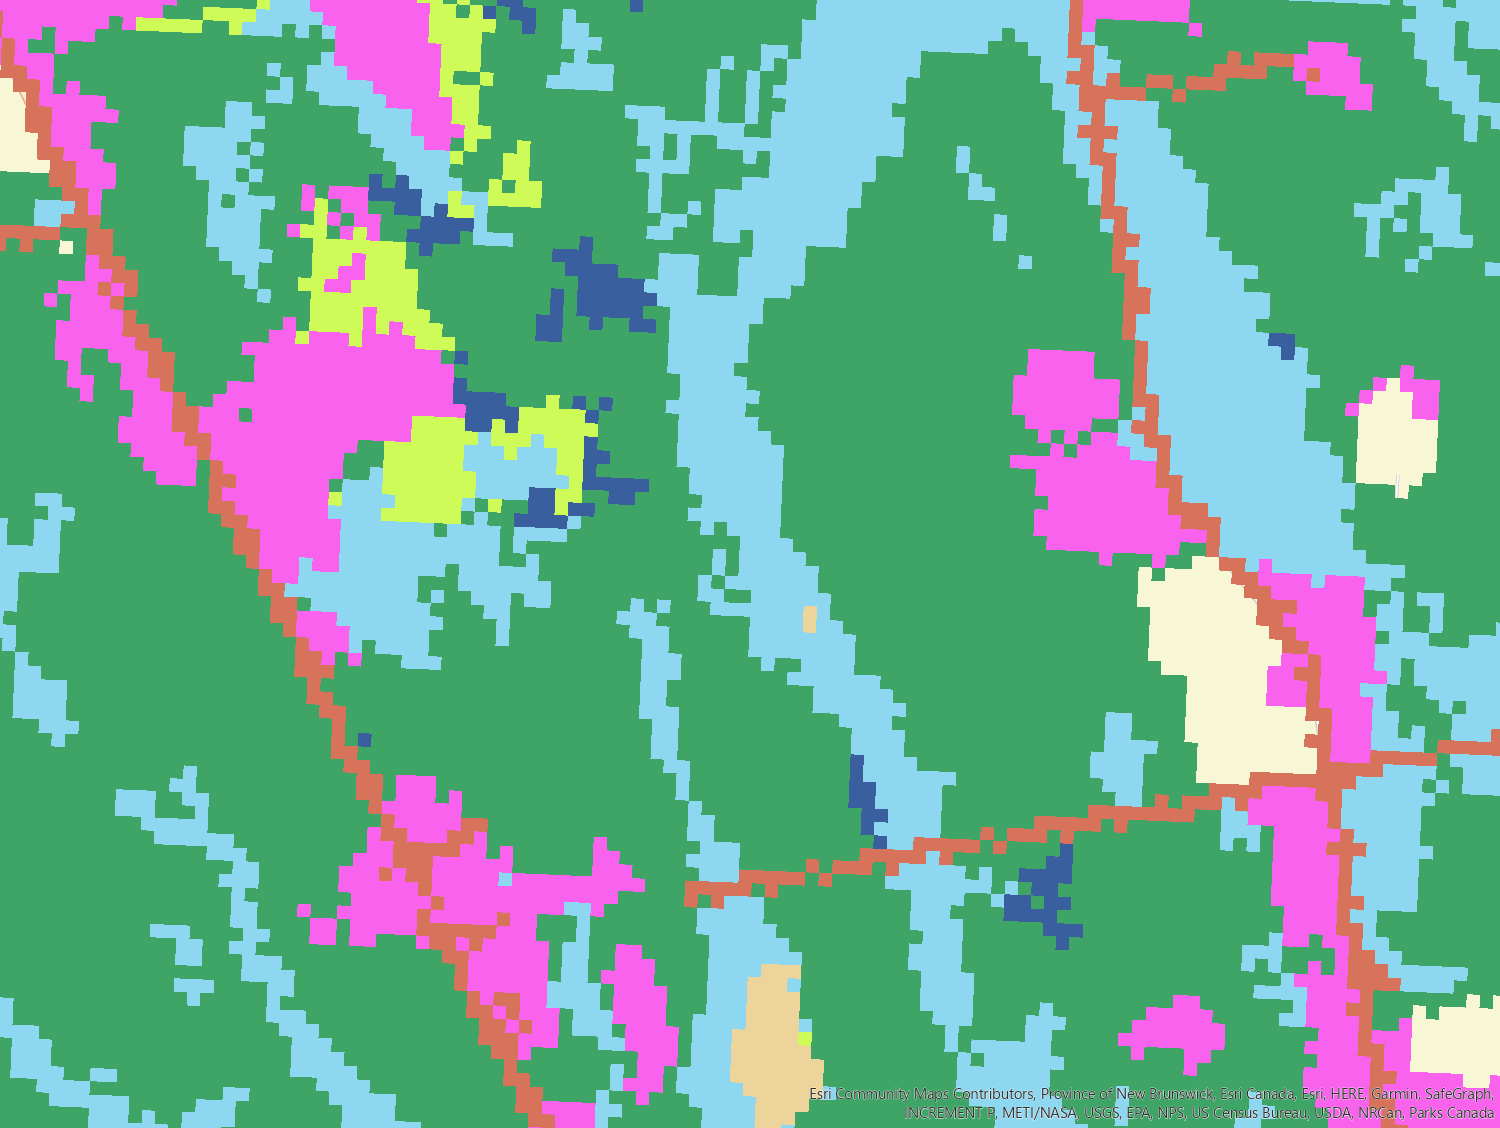 Esri Community Maps Contributors, Province of New Brunswick, Esri Canada, Esri, HERE, Garmin, SafeGraph,
INCREMENT P, METI/NASA, USGS, EPA, NPS, US Census Bureau, USDA, NRCan, Parks Canada